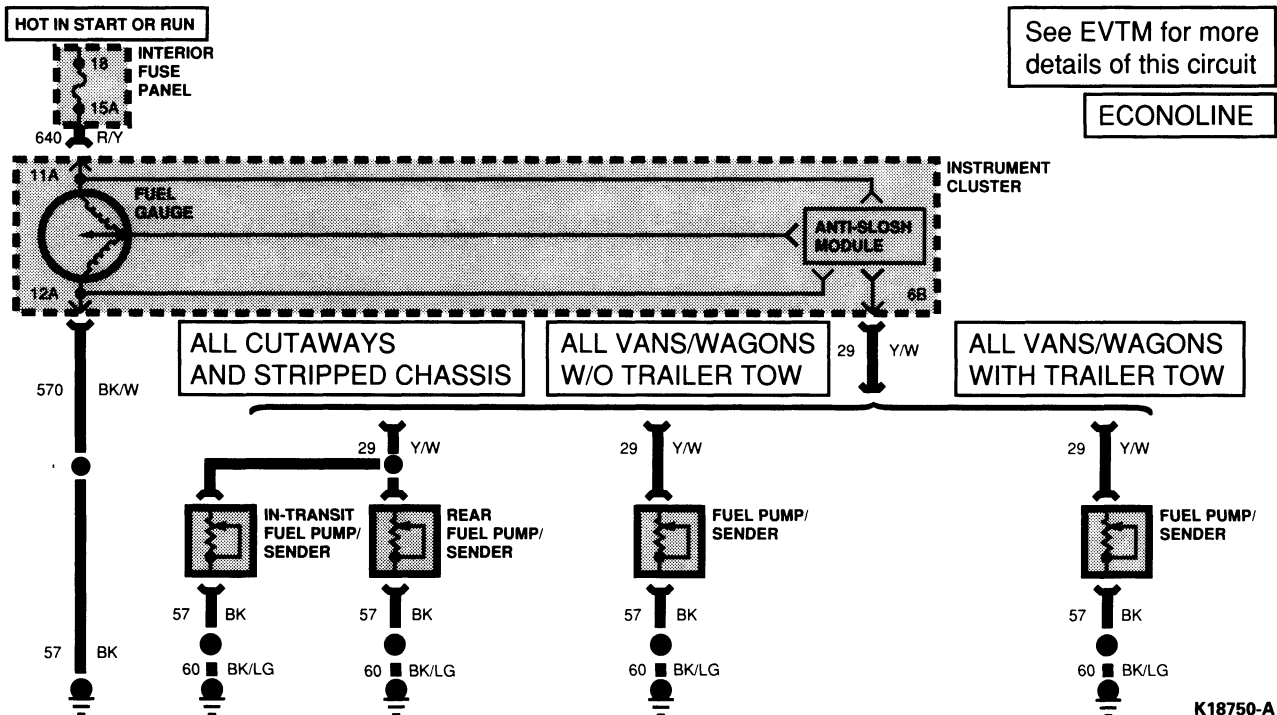 HOT IN START OR RUN
See EVTM for more
details of this circuit
ECONOLINE
18
15A
INTERIOR
FUSE
PANEL
640 R/Y
INSTRUMENT
CLUSTER
11A
FUEL
GAUGE
ANTI-SLOSH
MODULE
12A
6B
ALL CUTAWAYS
AND STRIPPED CHASSIS
ALL VANS/WAGONS
W/O TRAILER TOW
29 Y/W
ALL VANS/WAGONS
WITH TRAILER TOW
570 BK/W
29 Y/W
29 Y/W
29 Y/W
IN-TRANSIT
FUEL PUMP/
SENDER
REAR
FUEL PUMP/
SENDER
FUEL PUMP/
SENDER
FUEL PUMP/
SENDER
57 BK
57 BK
57 BK
57 BK
57 BK
60 BK/LG
60 BK/LG
60 BK/LG
60 BK/LG
K18750-A